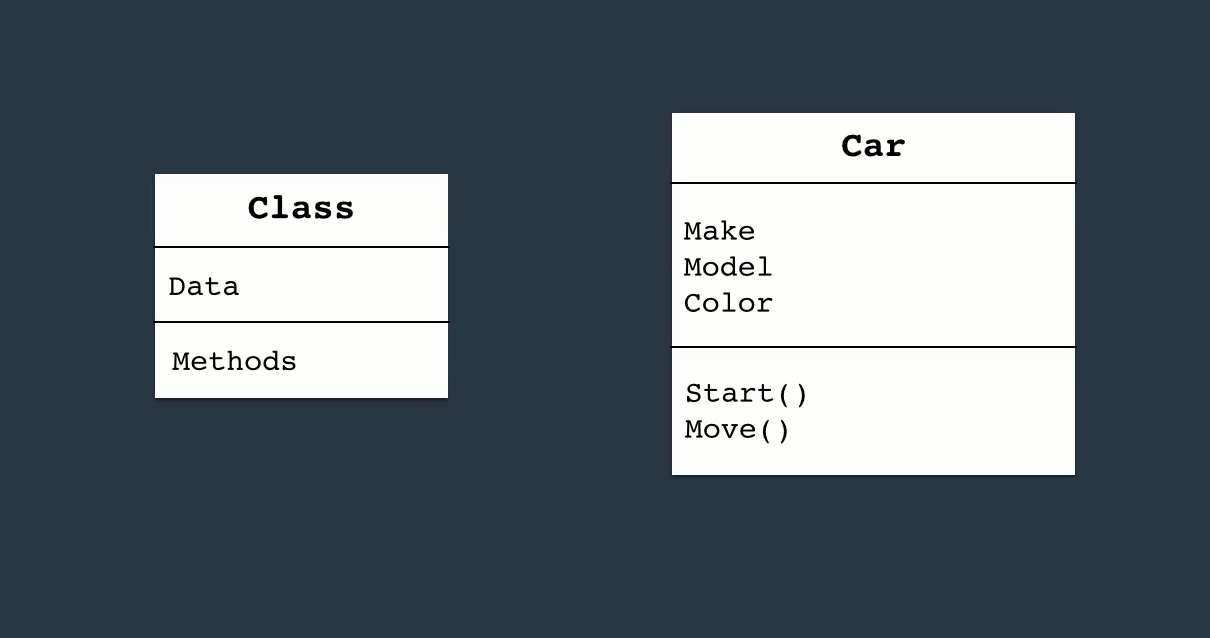 Class
Data
Methods
Car
Make
Model
Color
Start()
Move()